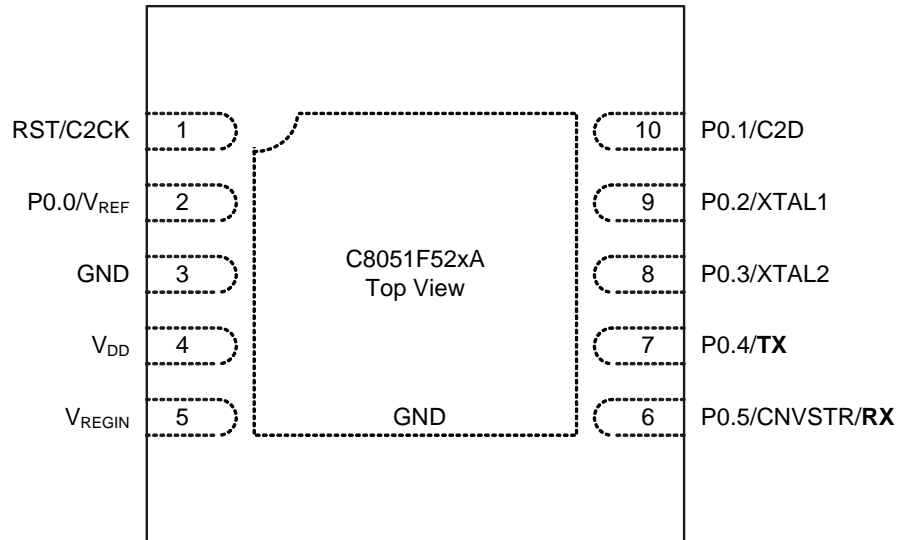 RST/C2CK 1 10 P0.1/C2D
P0.0/VREF 2 9 P0.2/XTAL1
C8051F52xA
GND 3 8 P0.3/XTAL2
Top View
VDD 4 7 P0.4/TX
VREGIN 5 GND 6 P0.5/CNVSTR/RX